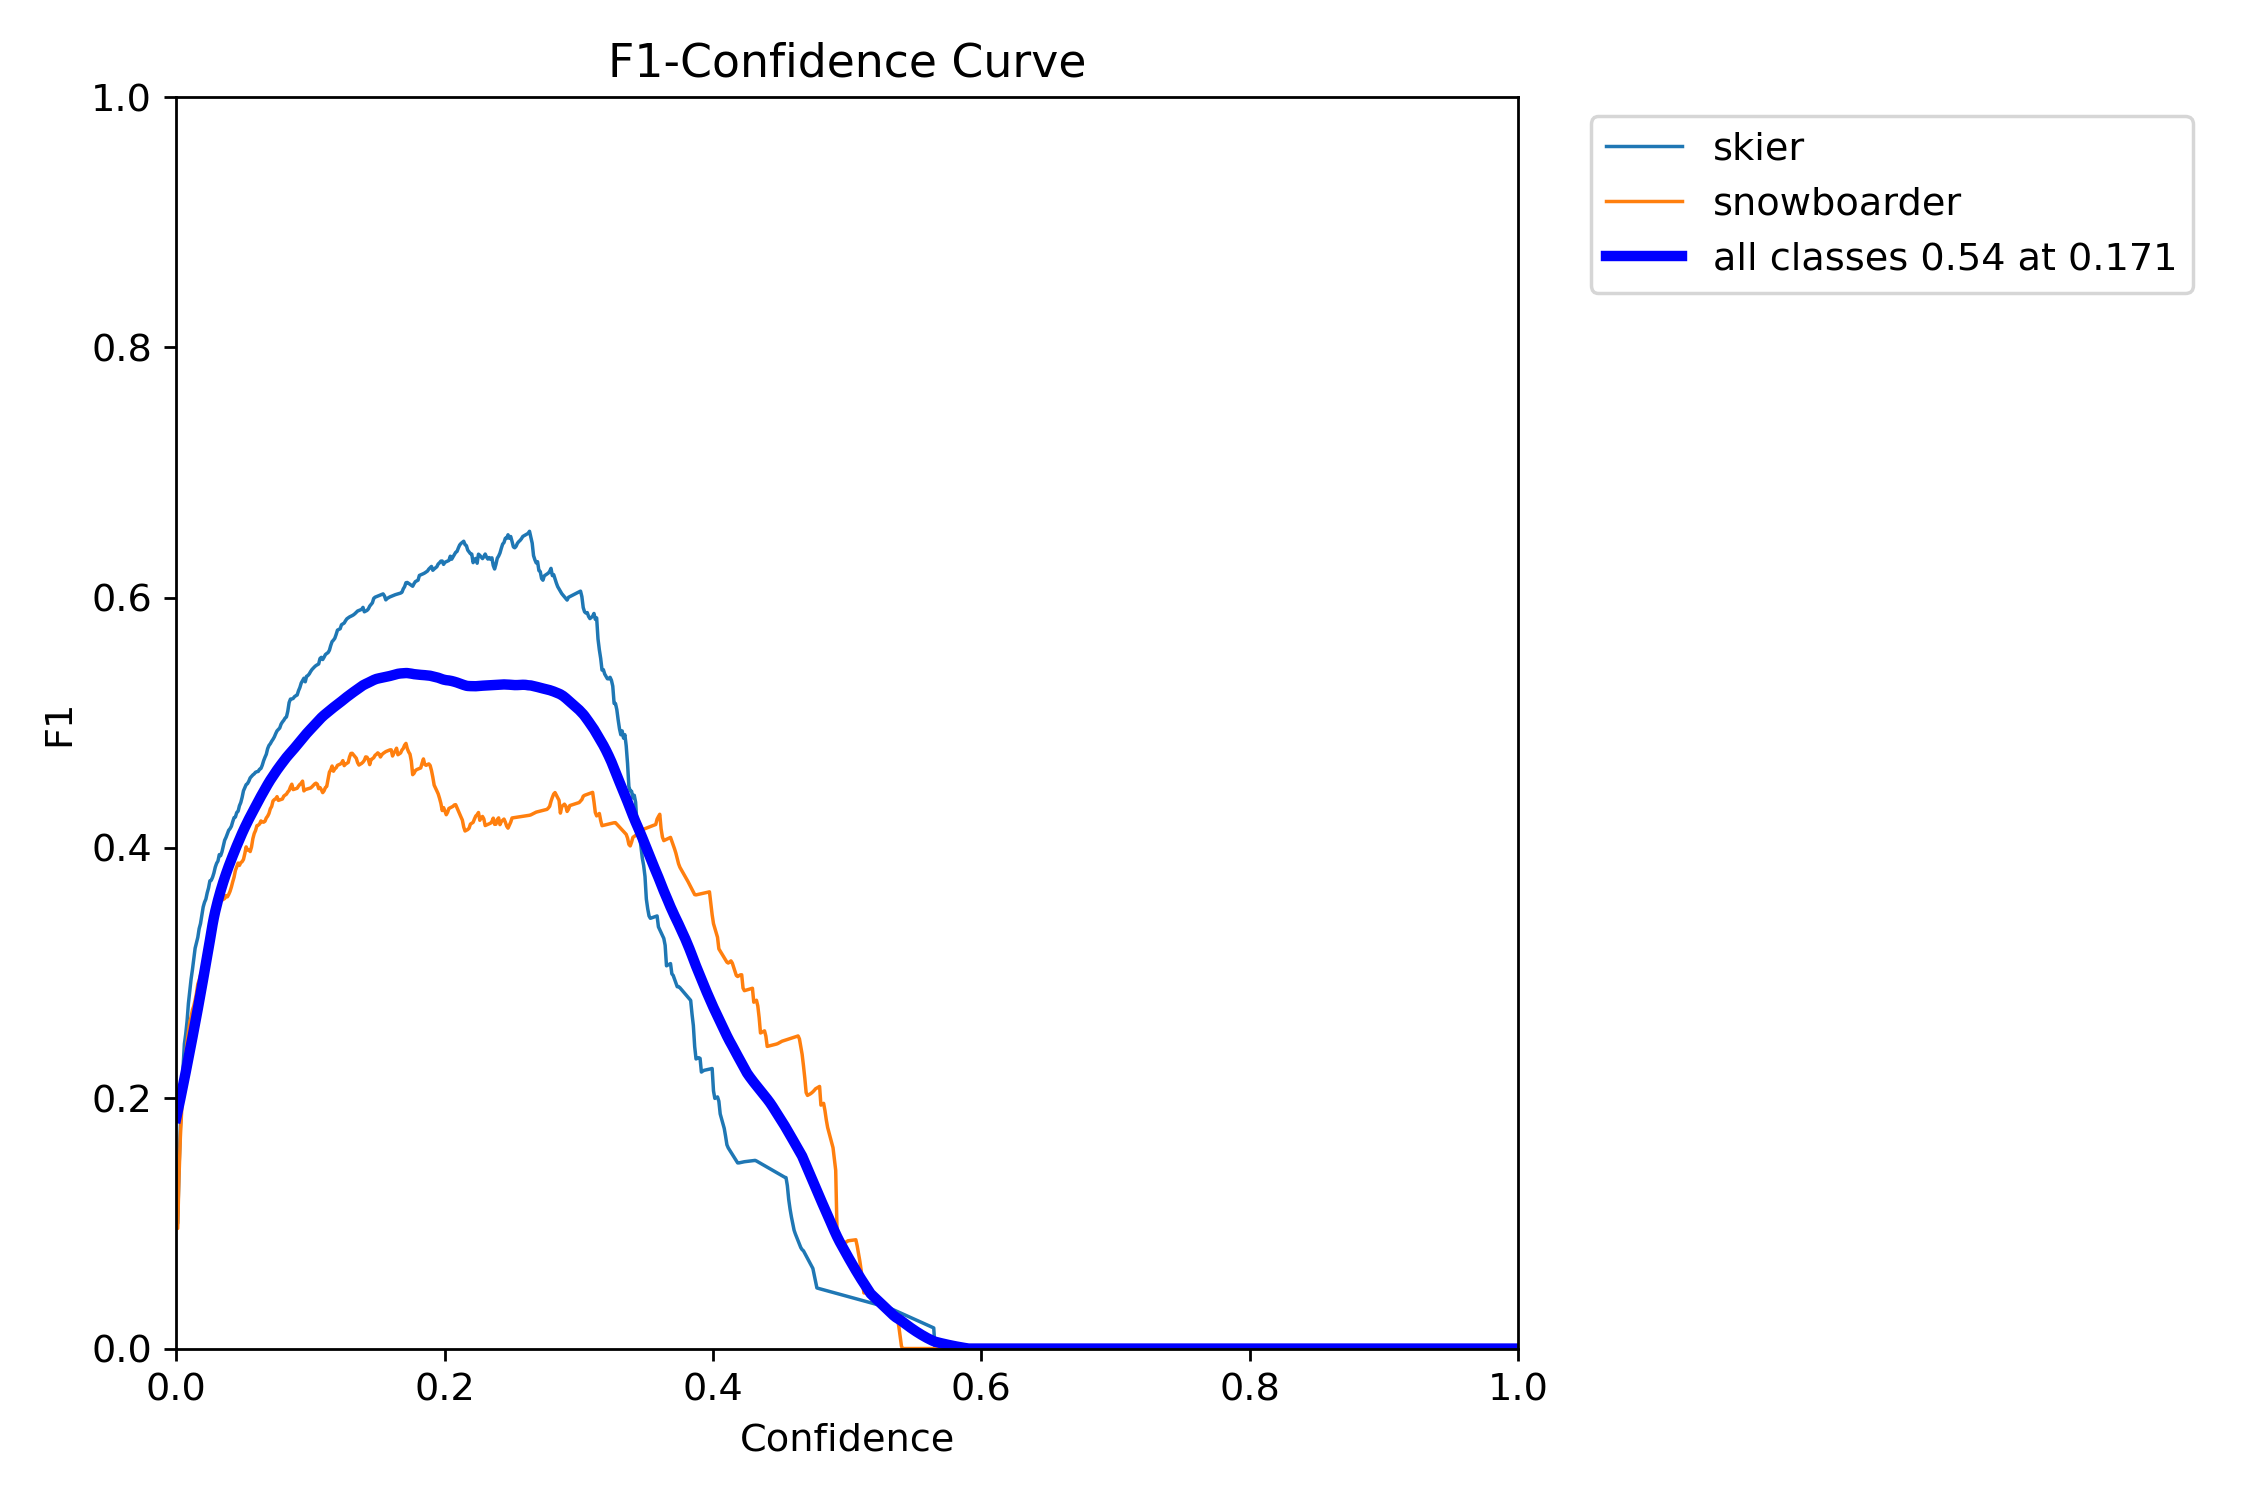 F1-Confidence Curve
1.0
0.8
0.6
0.4
0.2
0.0
F1
0.0 0.2 0.4 0.6 0.8 1.0
Confidence
skier
snowboarder
all classes 0.54 at 0.171